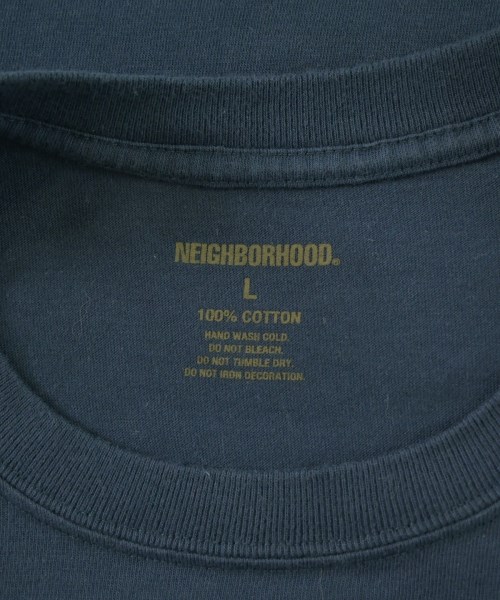 NEIGHBORHOOD®
L
100% COTTON
HAND WASH COLD.
DO NOT BLEACH.
DO NOT TUMBLE DRY.
DO NOT IRON DECORATION.